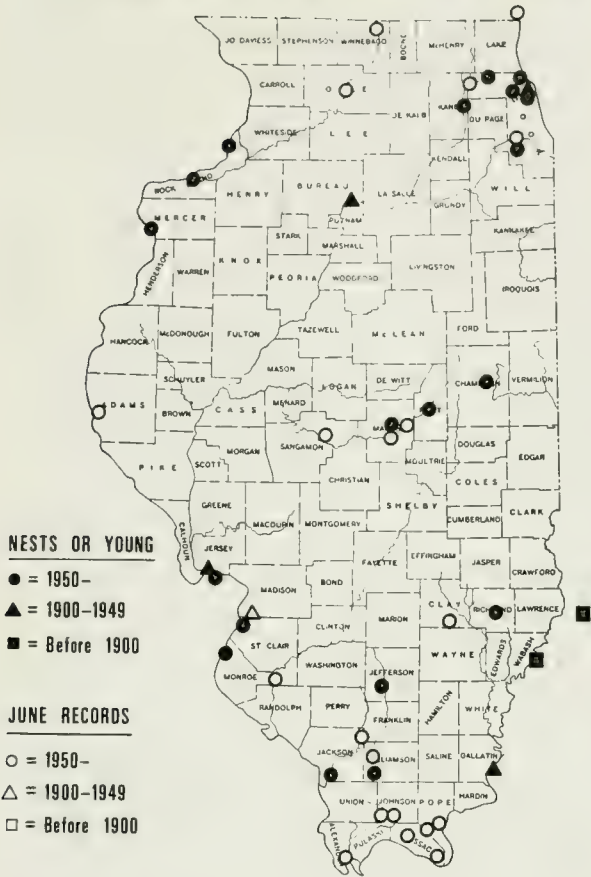 JO DAVIESS STEPHENSON WINNEBAGO BOONE McHENRY LAKE
CARROLL O E DE KALB KAN
WHITESIDE L E E DU PAGE
KENDALL
ROCK HENRY BUREAU LA SALLE GRUNDY WILL
MERCER PUTNAM KANKAKEE
STARK MARSHALL
HENDERSON WARREN KNOX PEORIA WOODFORD LIVINGSTON IROQUOIS
HANCOCK McDONOUGH FULTON TAZEWELL McLEAN FORD
MASON
SCHUYLER LOGAN DE WITT VERMILION
ADAMS BROWN CASS MENARD
MORGAN SANGAMON DOUGLAS
PIKE SCOTT MOULTRIE EDGAR
CHRISTIAN COLES
GREENE SHELBY
CALHOUN MACOUPIN MONTGOMERY CUMBERLAND CLARK
JERSEY FAYETTE EFFINGHAM JASPER CRAWFORD
MADISON BOND CLAY LAWRENCE
CLINTON MARION
ST CLAIR WAYNE EDWARDS WABASH
MONROE WASHINGTON JEFFERSON
RANDOLPH PERRY HAMILTON WHITE
FRANKLIN
JACKSON LIAMSON SALINE GALLATIN
UNION JOHNSON POPE HARDIN
ALEXANDER PULASKI SSAC
NESTS OR YOUNG
● = 1950-
▲ = 1900-1949
■ = Before 1900
JUNE RECORDS
○ = 1950-
△ = 1900-1949
□ = Before 1900